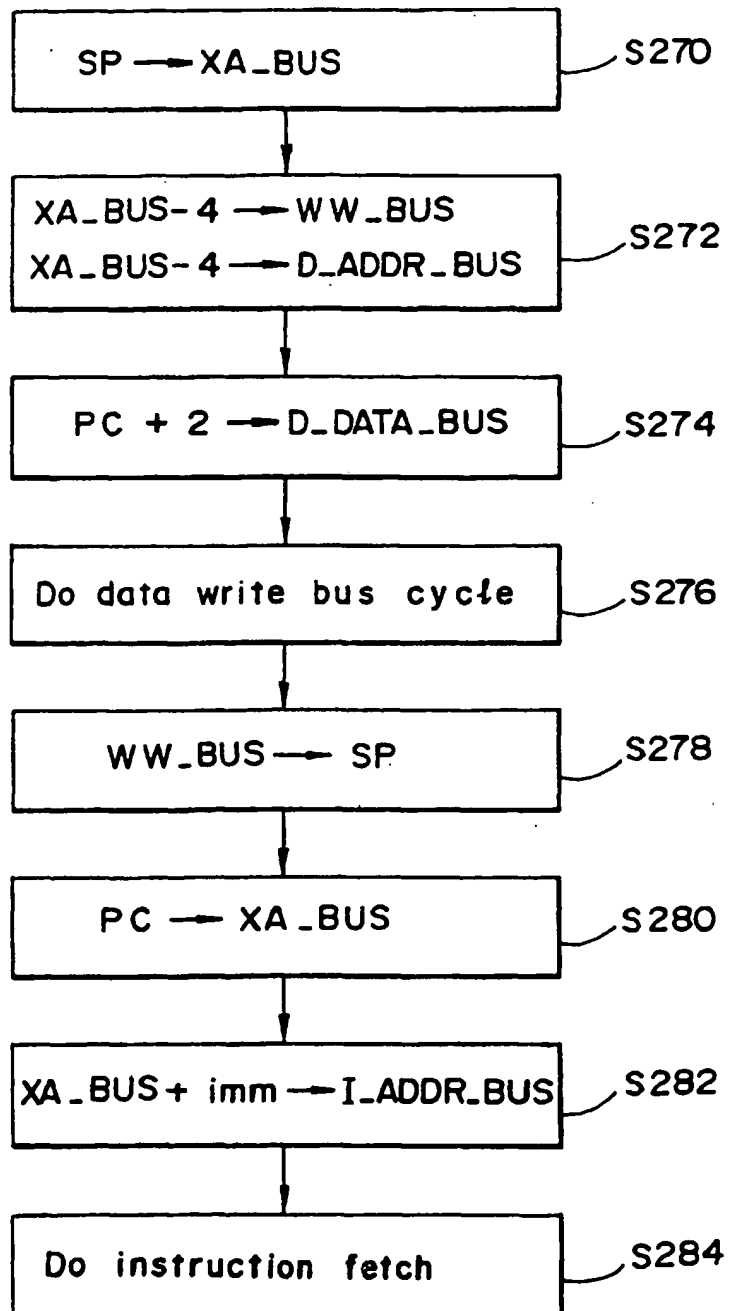 SP → XA_BUS
S270
XA_BUS-4 → WW_BUS
XA_BUS-4 → D_ADDR_BUS
S272
PC + 2 → D_DATA_BUS
S274
Do data write bus cycle
S276
WW_BUS → SP
S278
PC → XA_BUS
S280
XA_BUS + imm → I_ADDR_BUS
S282
Do instruction fetch
S284